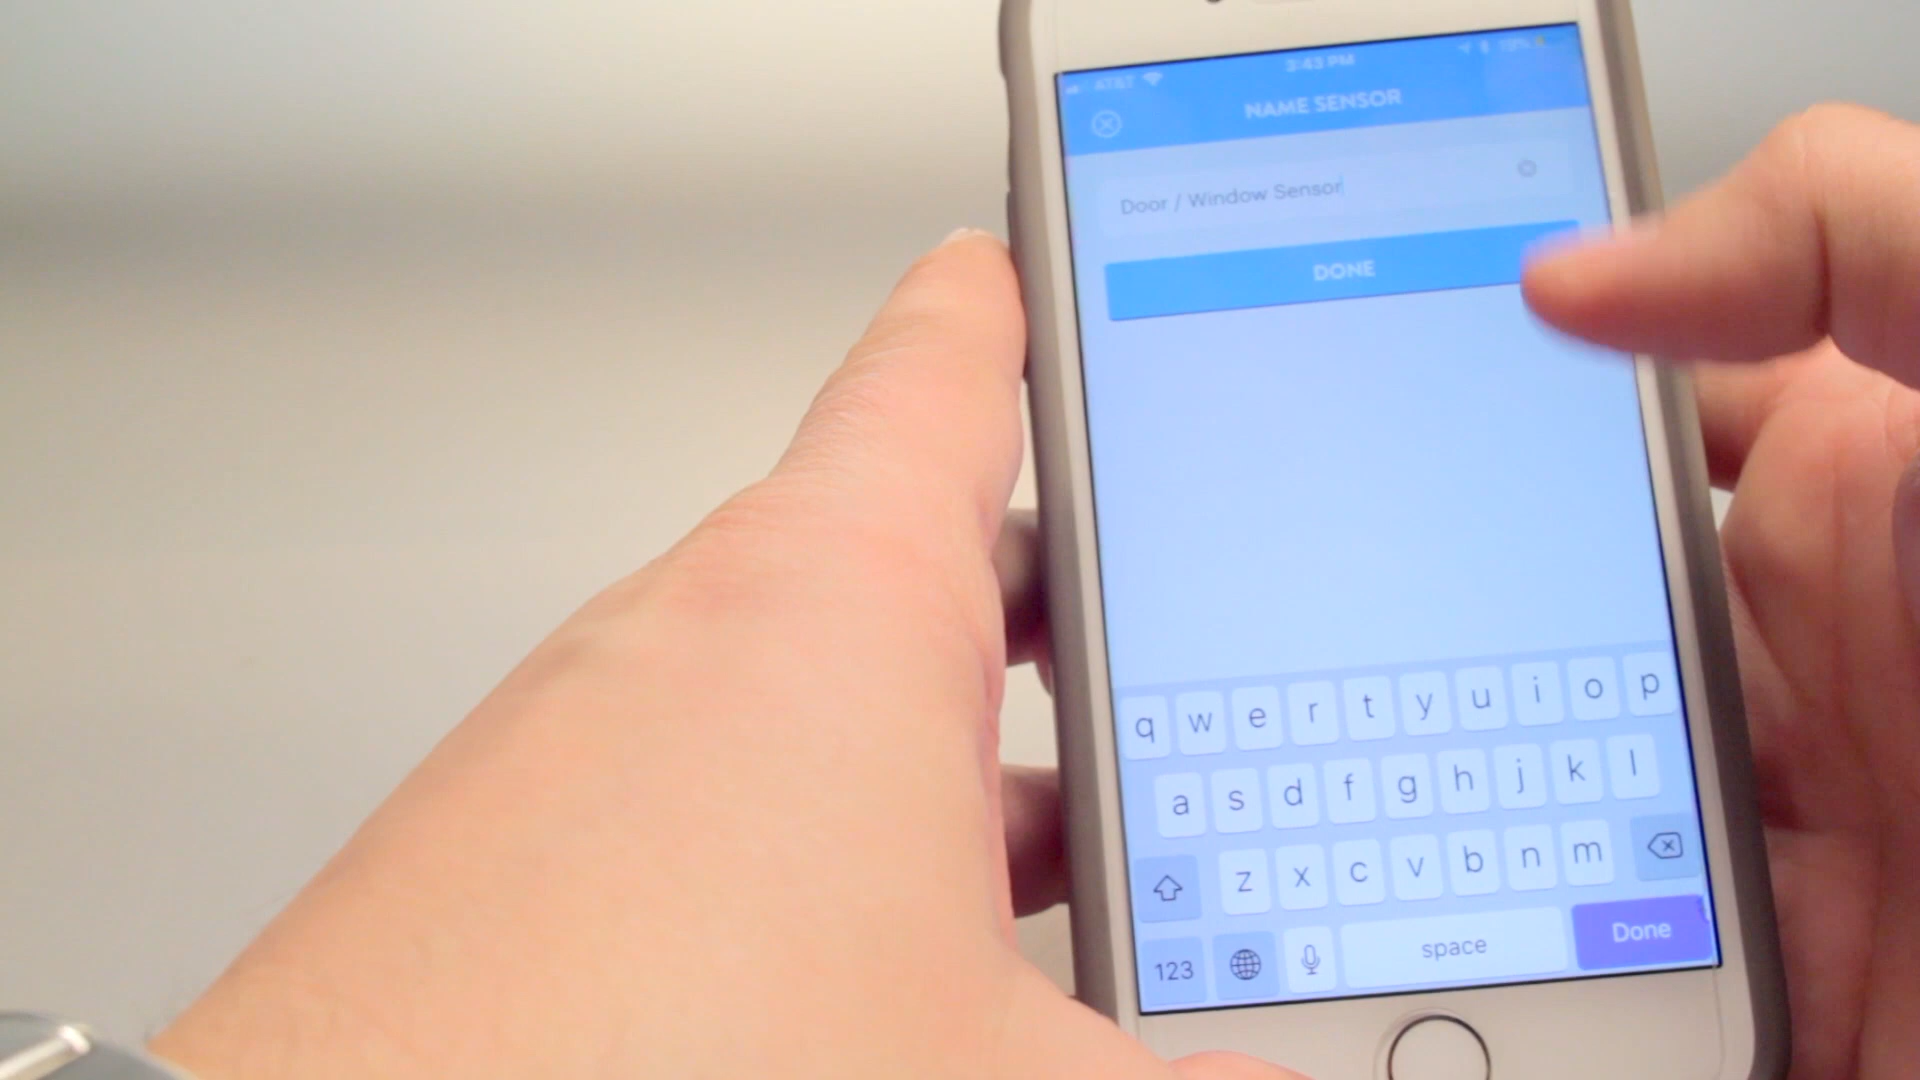 AT&T
3:43 PM
NAME SENSOR
Door / Window Sensor
DONE
q w e r t y u i o p
a s d f g h j k l
z x c v b n m
123 space Done